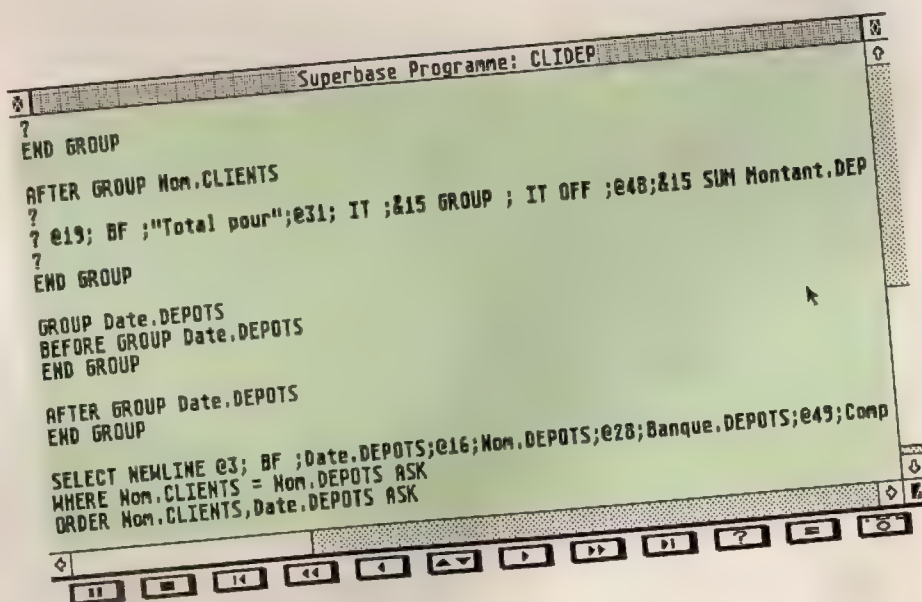 Superbase Programme: CLIDEP
?
END GROUP
AFTER GROUP Nom.CLIENTS
?
? @19; BF ;"Total pour";@31; IT ;&15 GROUP ; IT OFF ;@48;&15 SUM Montant.DEP
?
END GROUP
GROUP Date.DEPOTS
BEFORE GROUP Date.DEPOTS
END GROUP
AFTER GROUP Date.DEPOTS
END GROUP
SELECT NEWLINE @3; BF ;Date.DEPOTS;@16;Nom.DEPOTS;@28;Banque.DEPOTS;@49;Comp
WHERE Nom.CLIENTS = Nom.DEPOTS ASK
ORDER Nom.CLIENTS,Date.DEPOTS ASK